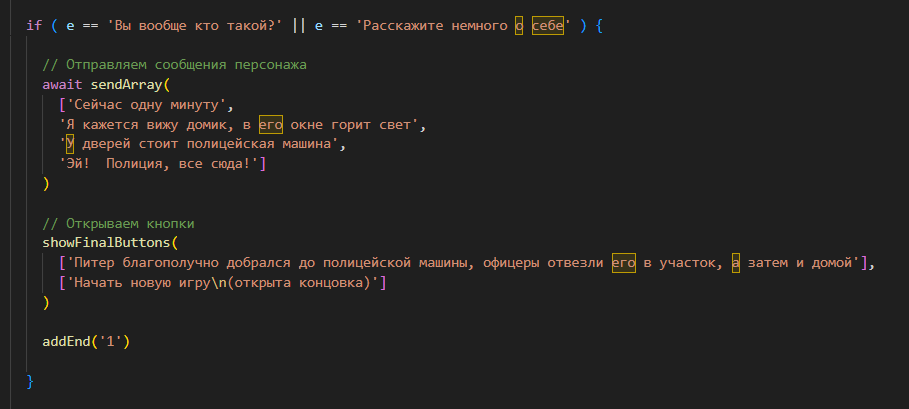 if ( e == 'Вы вообще кто такой?' || e == 'Расскажите немного о себе' ) {
// Отправляем сообщения персонажа
await sendArray(
['Сейчас одну минуту',
'Я кажется вижу домик, в его окне горит свет',
'У дверей стоит полицейская машина',
'Эй!  Полиция, все сюда!']
)
// Открываем кнопки
showFinalButtons(
['Питер благополучно добрался до полицейской машины, офицеры отвезли его в участок, а затем и домой'],
['Начать новую игру\n(открыта концовка)']
)
addEnd('1')
}